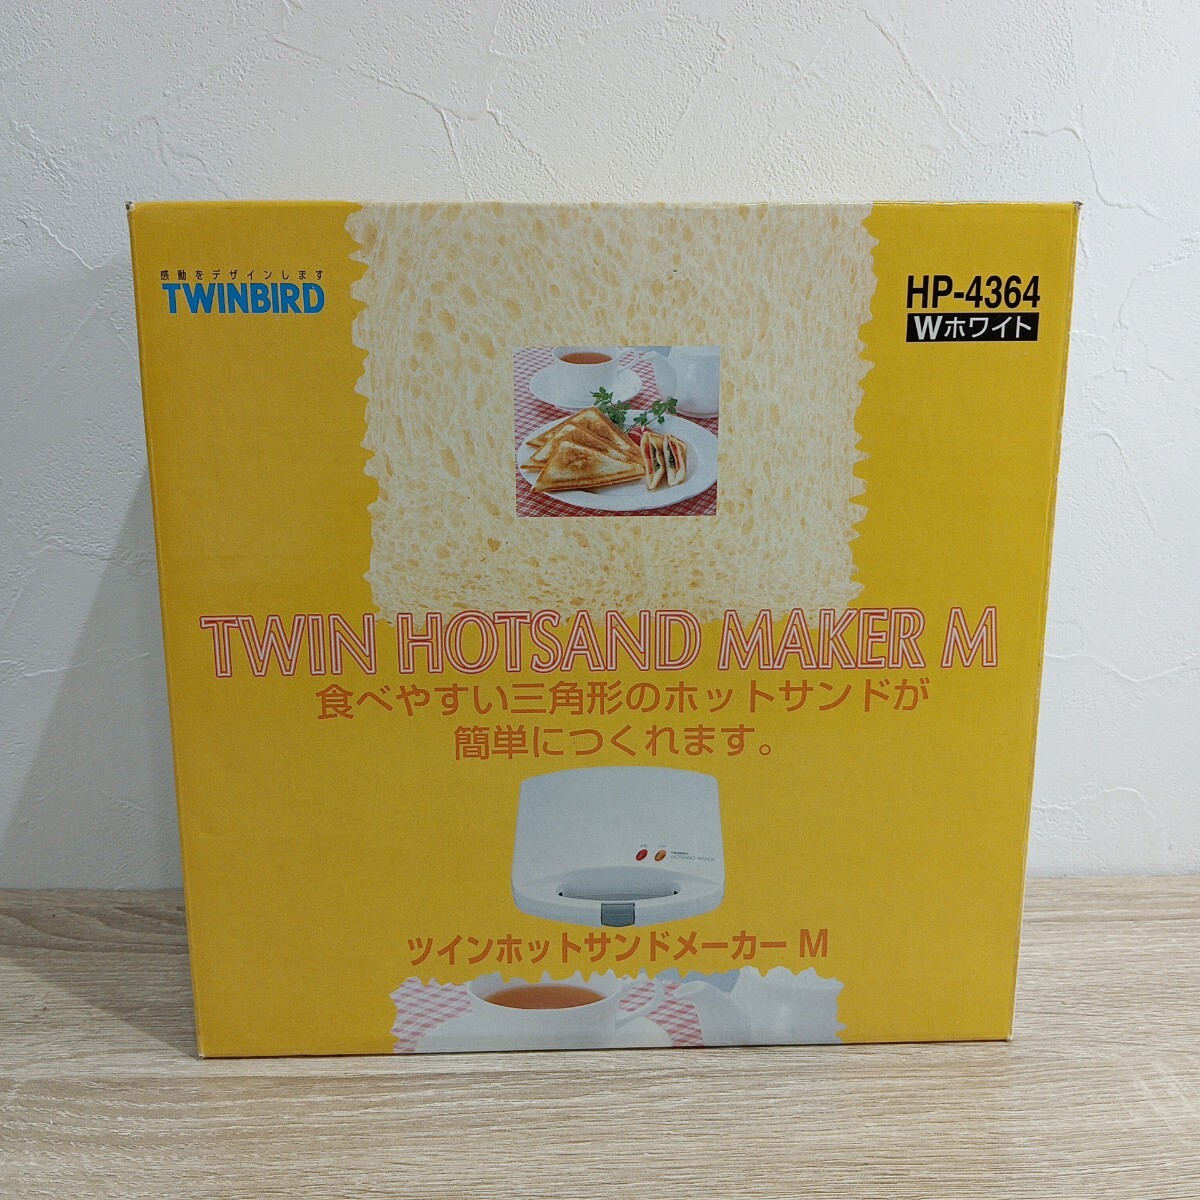 感動をデザインします
TWINBIRD
HP-4364
Wホワイト
TWIN HOTSAND MAKER M
食べやすい三角形のホットサンドが
簡単につくれます。
TWINBIRD
HOTSAND MAKER
ツインホットサンドメーカー M